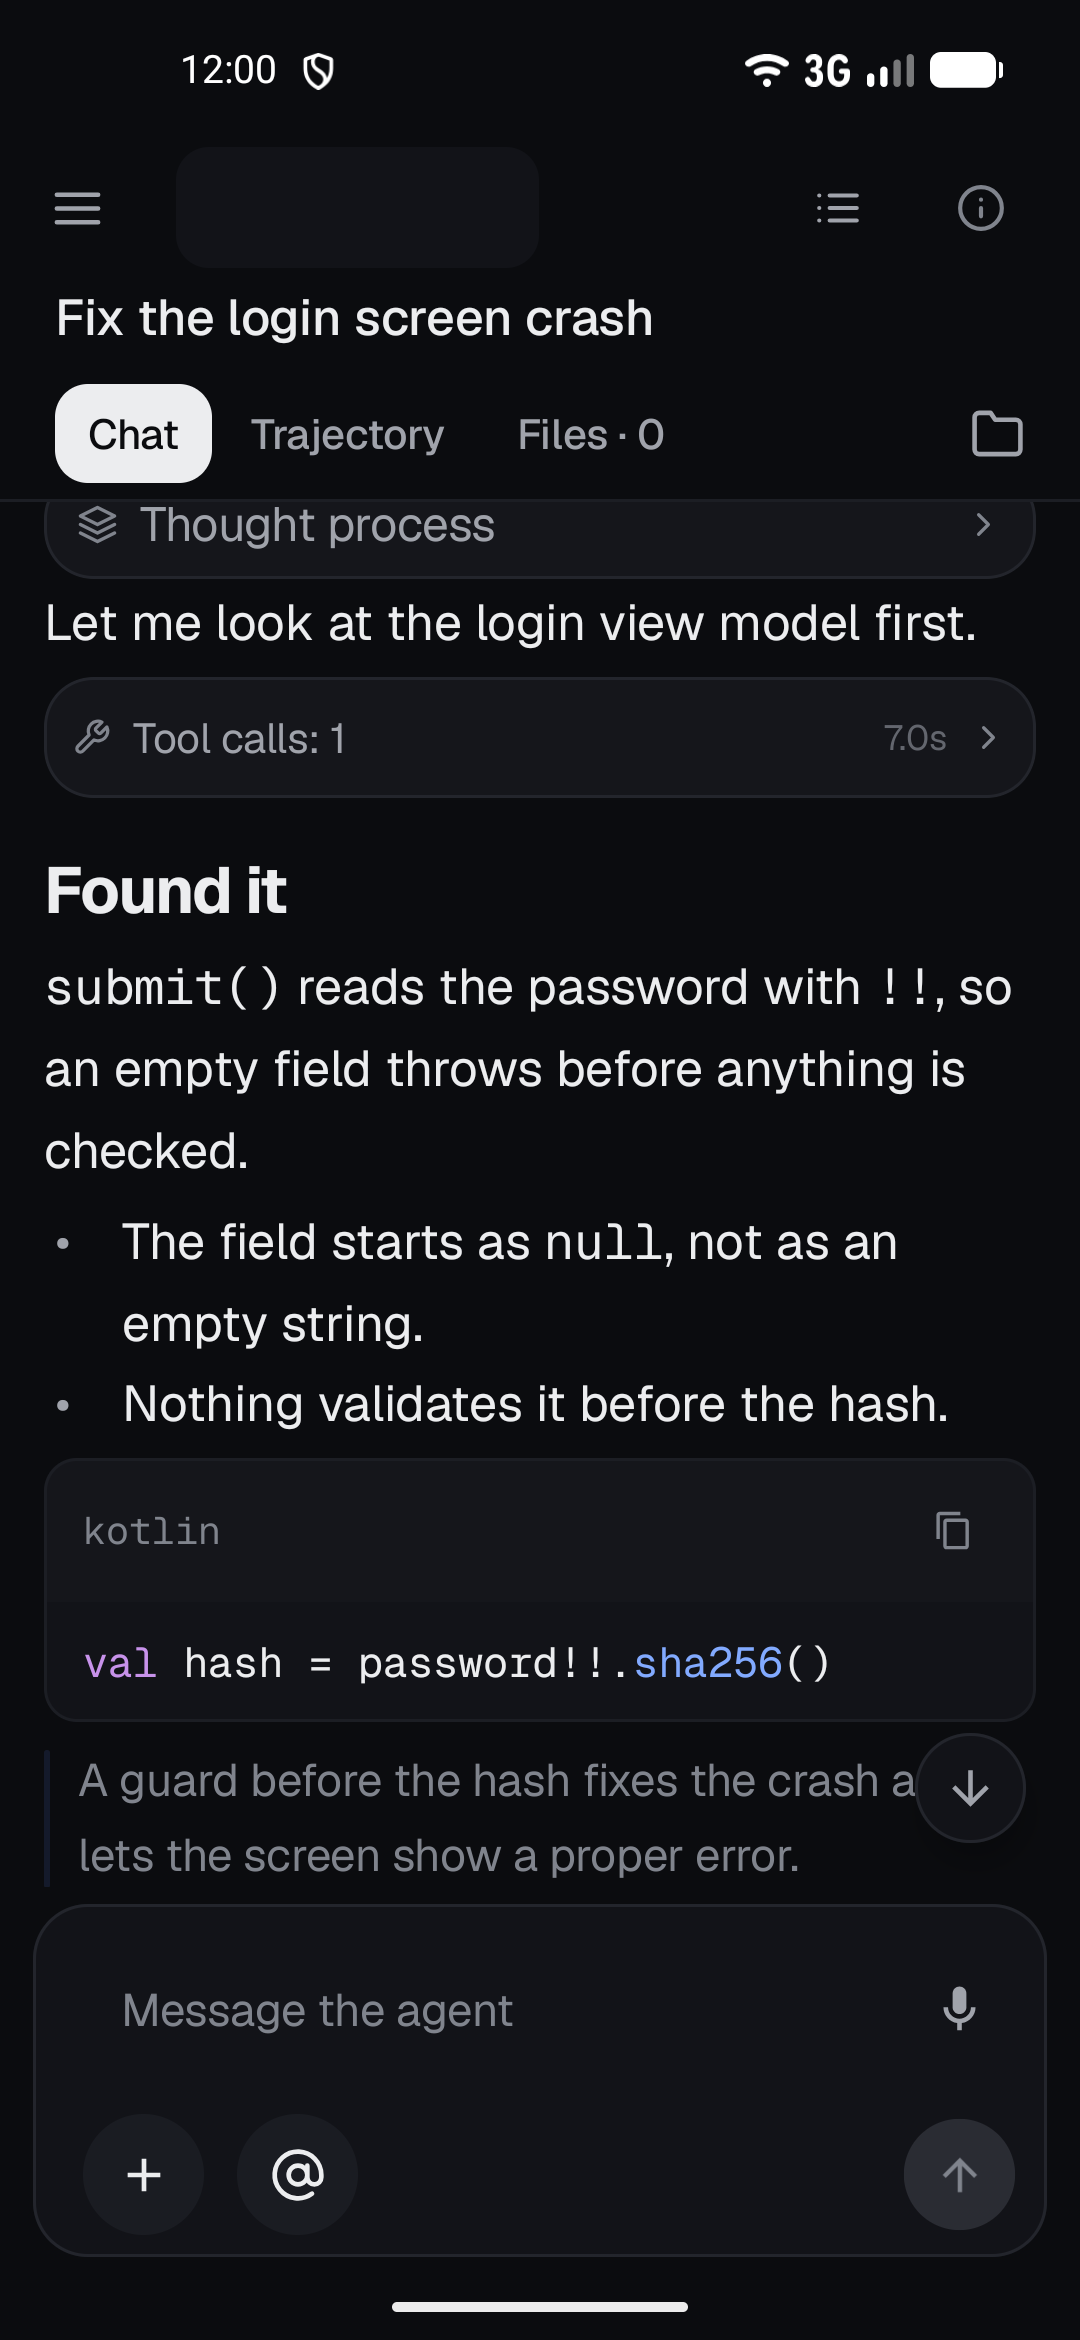 12:00
3G
Fix the login screen crash
Chat
Trajectory
Files · 0
Thought process
Let me look at the login view model first.
Tool calls: 1
7.0s
Found it
submit() reads the password with !!, so
an empty field throws before anything is
checked.
• The field starts as null, not as an
empty string.
• Nothing validates it before the hash.
kotlin
val hash = password!!.sha256()
A guard before the hash fixes the crash a
lets the screen show a proper error.
Message the agent